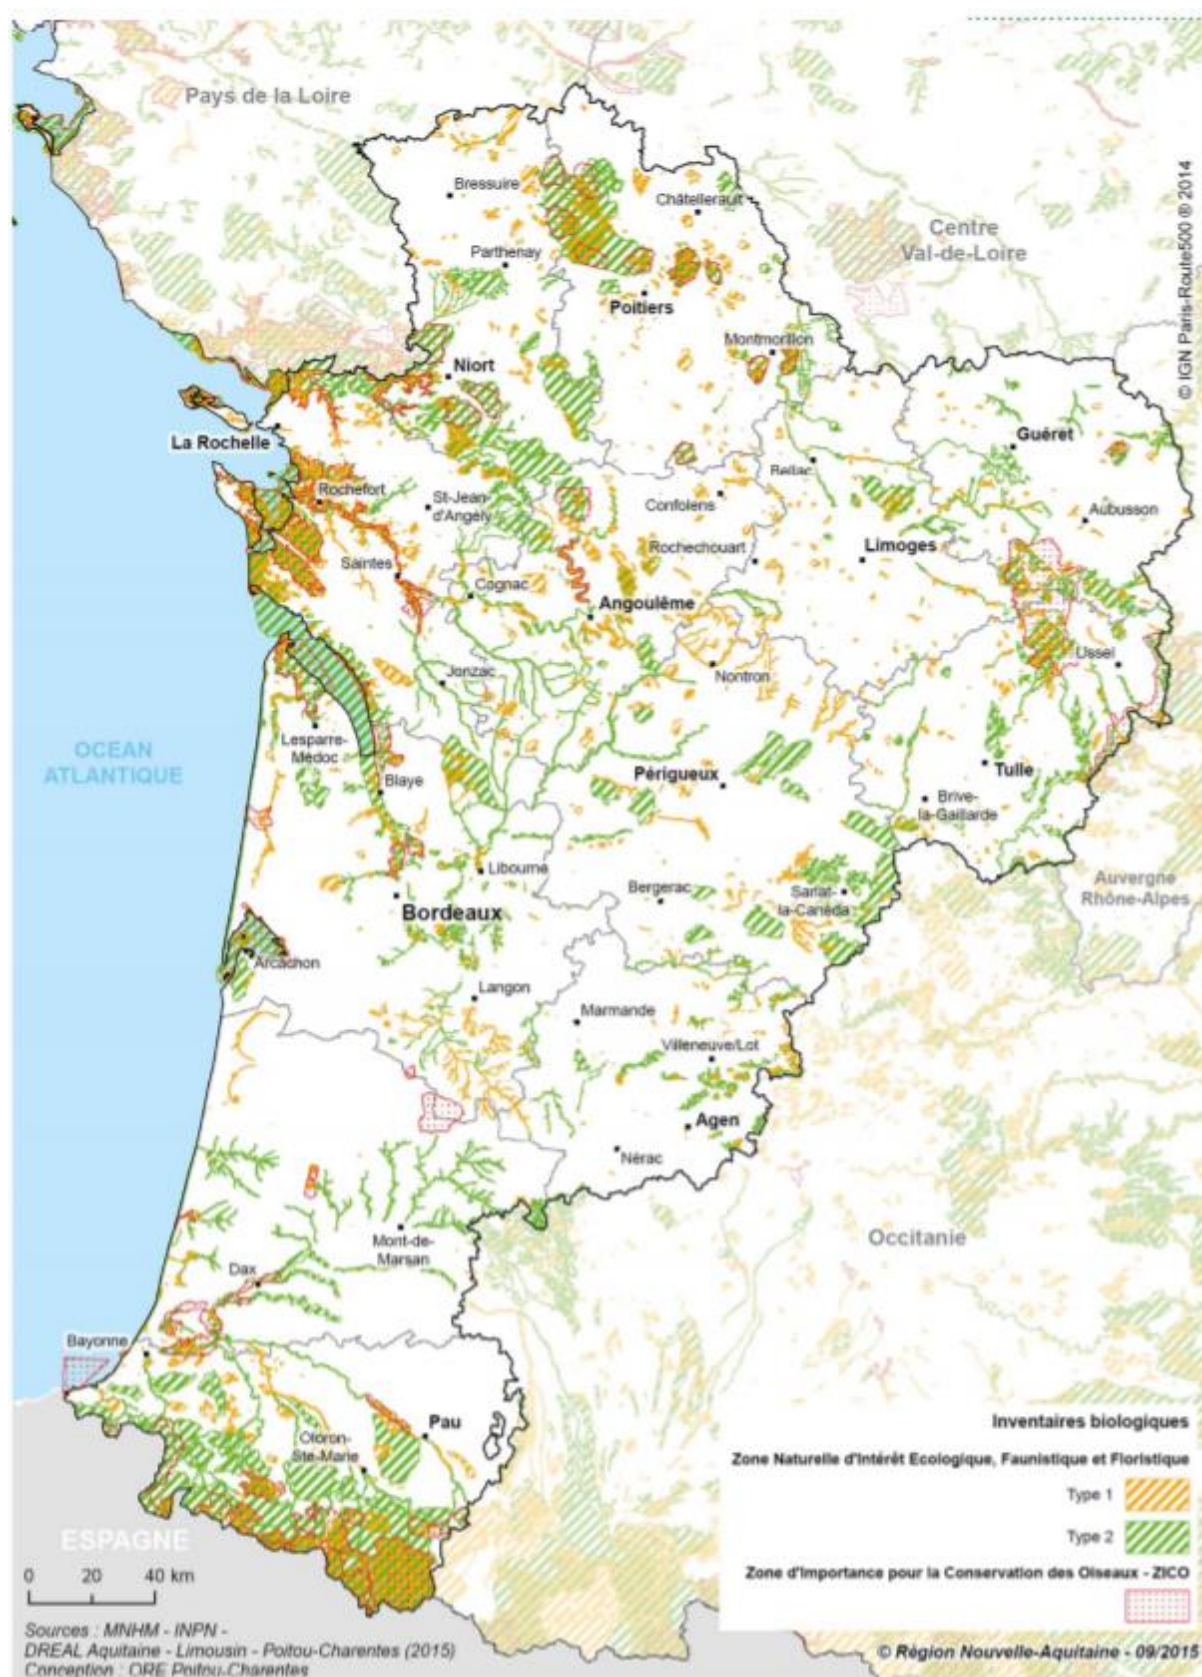 Pays de la Loire
Bressuire
Châtellerault
© IGN Paris-Route500 ® 2014
Centre
Val-de-Loire
Parthenay
Poitiers
Montmorillon
Niort
La Rochelle
Guéret
Bellac
Rochefort
St-Jean-
d'Angély
Confolens
Aubusson
Rochechouart
Limoges
Saintes
Cognac
Angoulême
Ussel
Nontron
Jonzac
OCEAN
ATLANTIQUE
Lesparre-
Médoc
Blaye
Périgueux
Tulle
Brive-
la-Gaillarde
Libourne
Bergerac
Sarlat-
la-Canéda
Auvergne
Rhône-Alpes
Bordeaux
Arcachon
Langon
Marmande
Villeneuve/Lot
Agen
Nérac
Occitanie
Mont-de-
Marsan
Dax
Bayonne
Pau
Oloron-
Ste-Marie
ESPAGNE
0 20 40 km
Inventaires biologiques
Zone Naturelle d'Intérêt Ecologique, Faunistique et Floristique
Type 1
Type 2
Zone d'Importance pour la Conservation des Oiseaux - ZICO
Sources : MNHM - INPN -
DREAL Aquitaine - Limousin - Poitou-Charentes (2015)
Conception : ORE Poitou-Charentes
© Région Nouvelle-Aquitaine - 09/2016